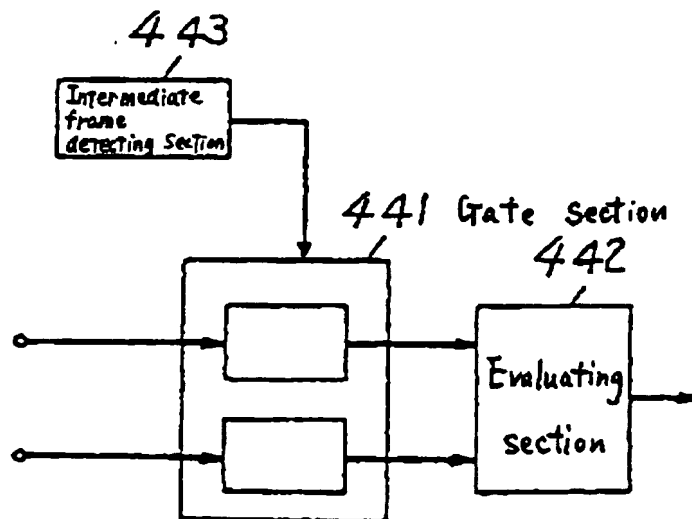 443
Intermediate
frame
detecting Section
441 Gate section
442
Evaluating
section